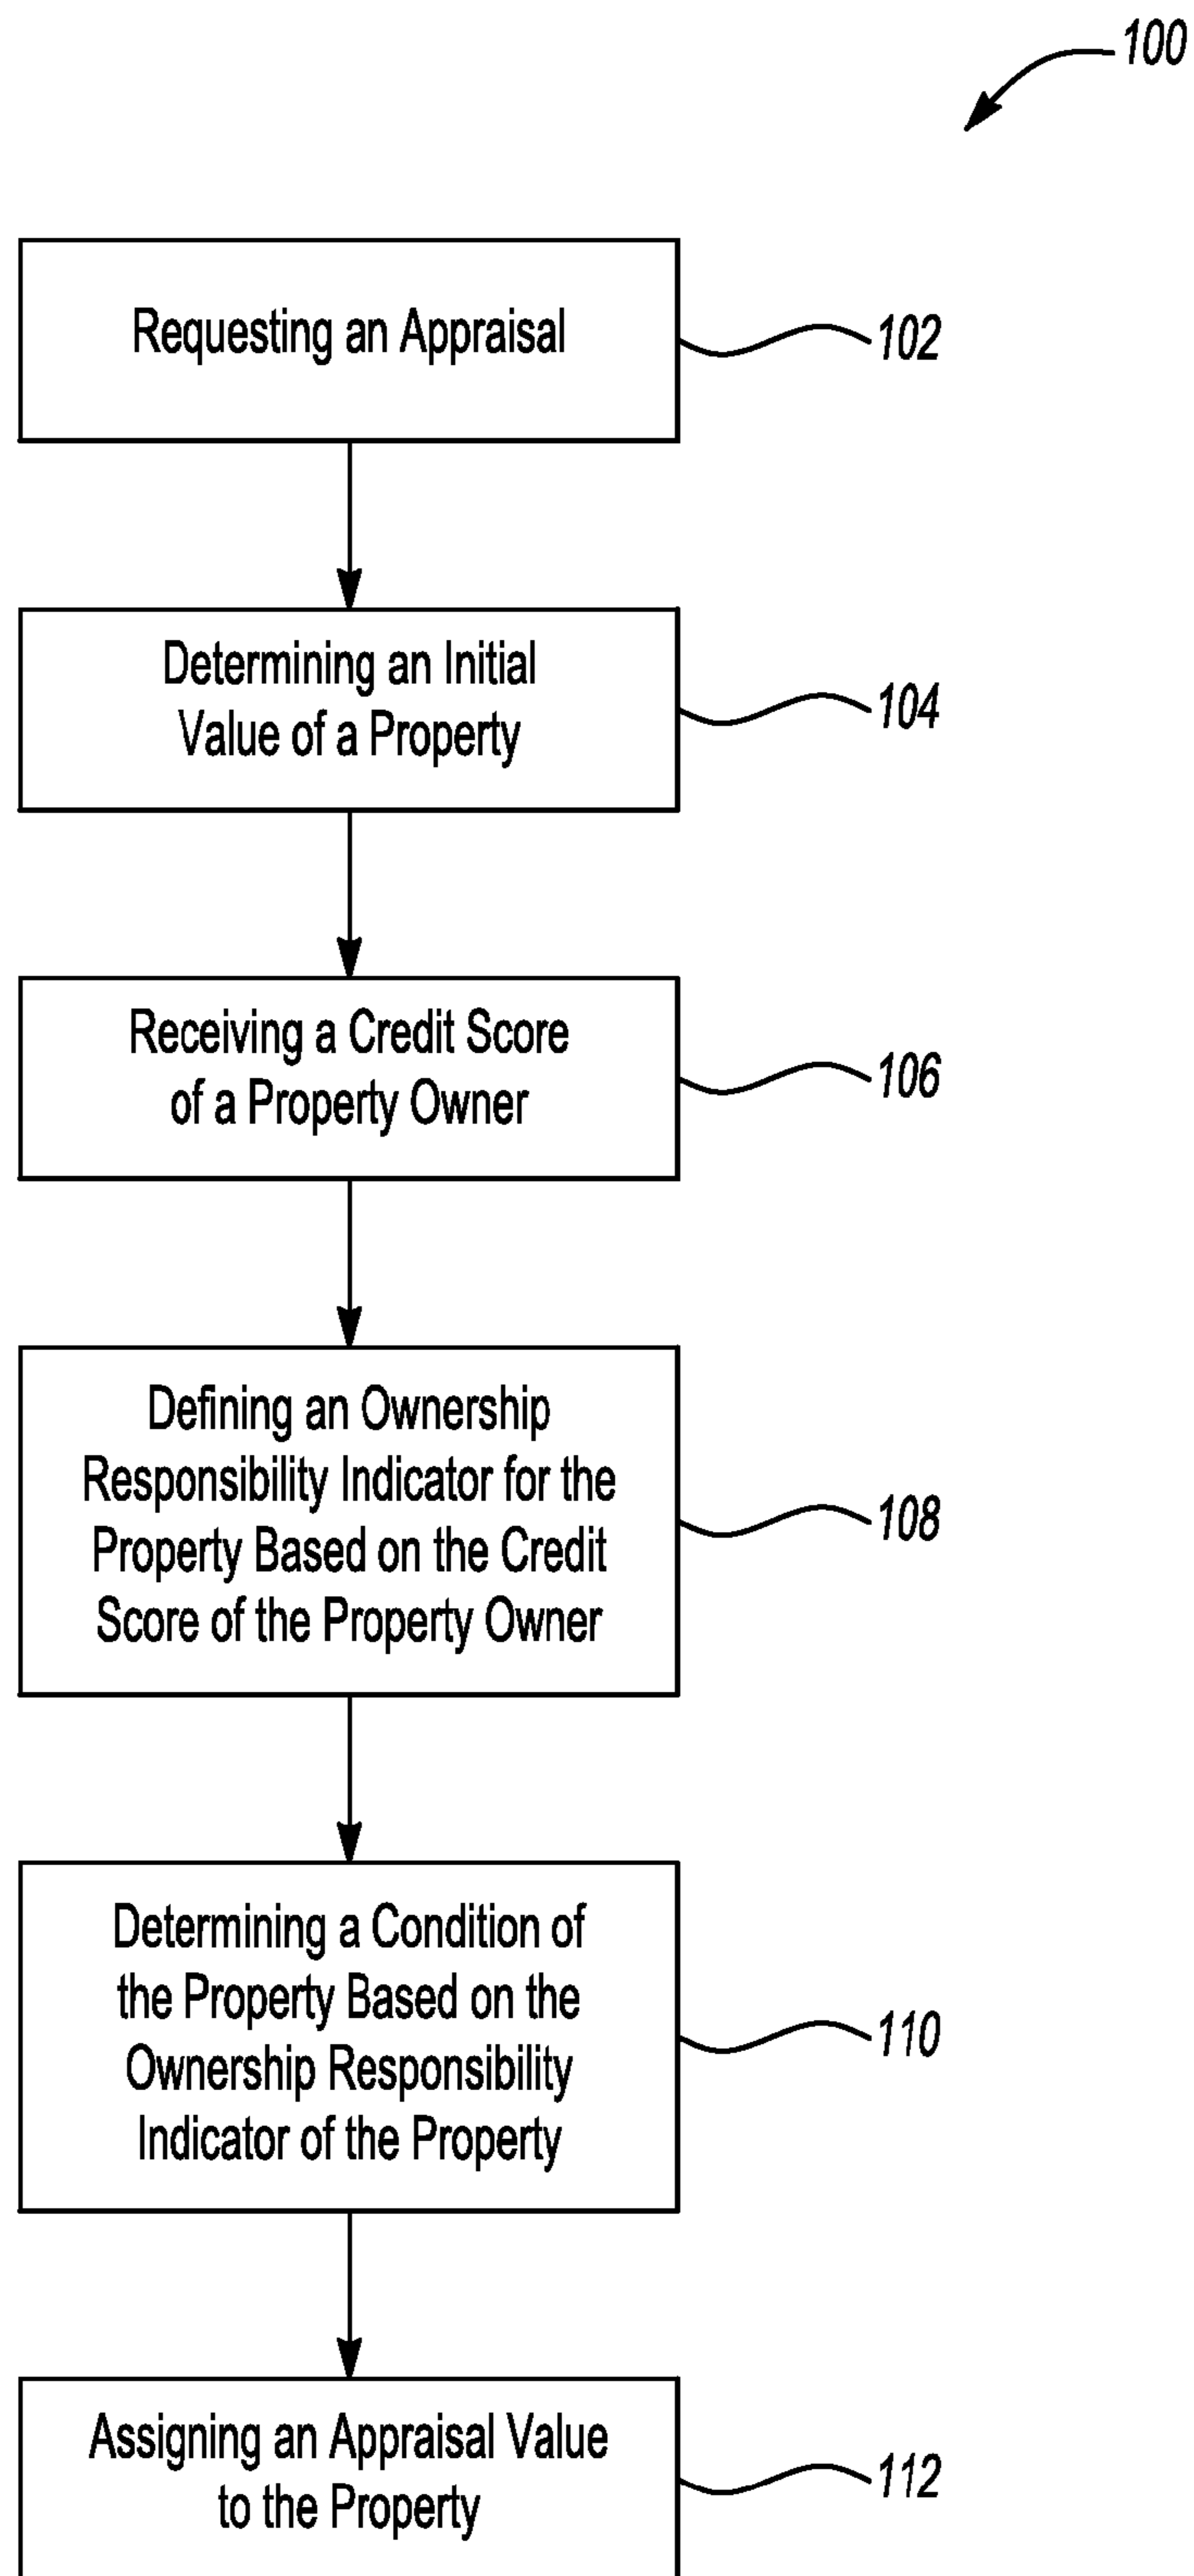 100
Requesting an Appraisal
102
Determining an Initial
Value of a Property
104
Receiving a Credit Score
of a Property Owner
106
Defining an Ownership
Responsibility Indicator for the
Property Based on the Credit
Score of the Property Owner
108
Determining a Condition of
the Property Based on the
Ownership Responsibility
Indicator of the Property
110
Assigning an Appraisal Value
to the Property
112